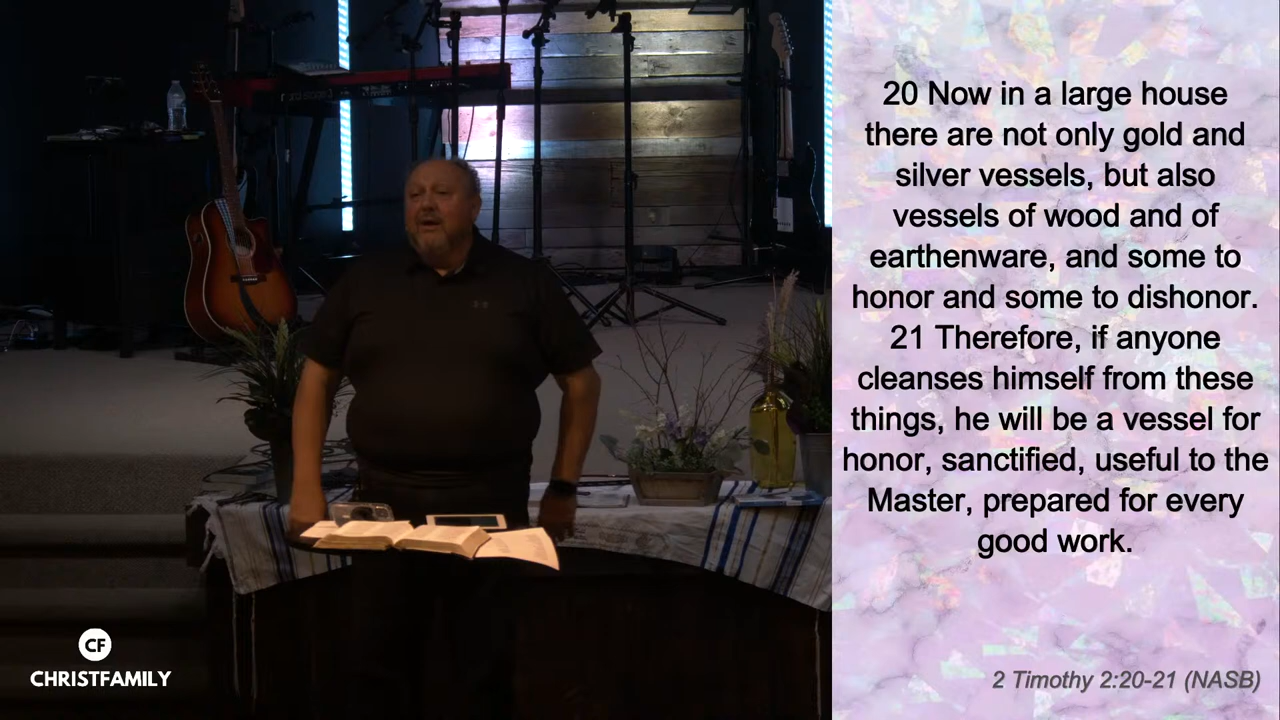 20 Now in a large house
there are not only gold and
silver vessels, but also
vessels of wood and of
earthenware, and some to
honor and some to dishonor.
21 Therefore, if anyone
cleanses himself from these
things, he will be a vessel for
honor, sanctified, useful to the
Master, prepared for every
good work.
2 Timothy 2:20-21 (NASB)
CF
CHRISTFAMILY